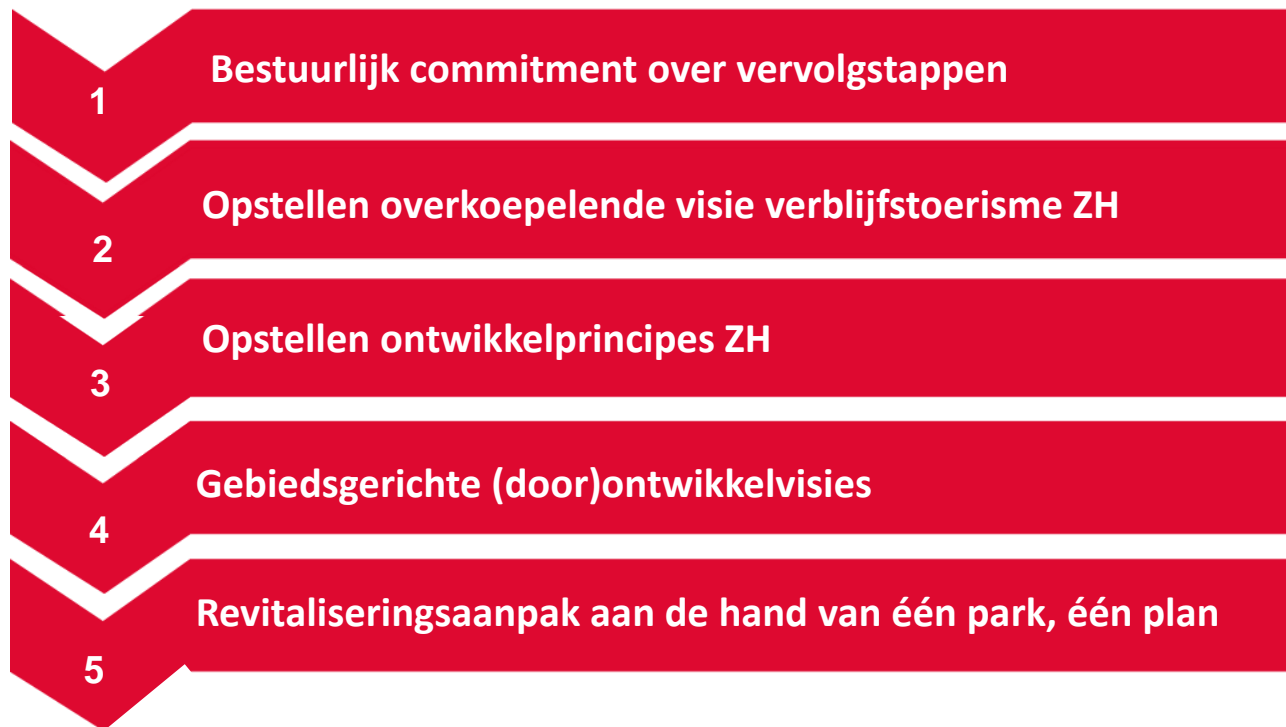 1
Bestuurlijk commitment over vervolgstappen
2
Opstellen overkoepelende visie verblijfstoerisme ZH
3
Opstellen ontwikkelprincipes ZH
4
Gebiedsgerichte (door)ontwikkelvisies
5
Revitaliseringsaanpak aan de hand van één park, één plan